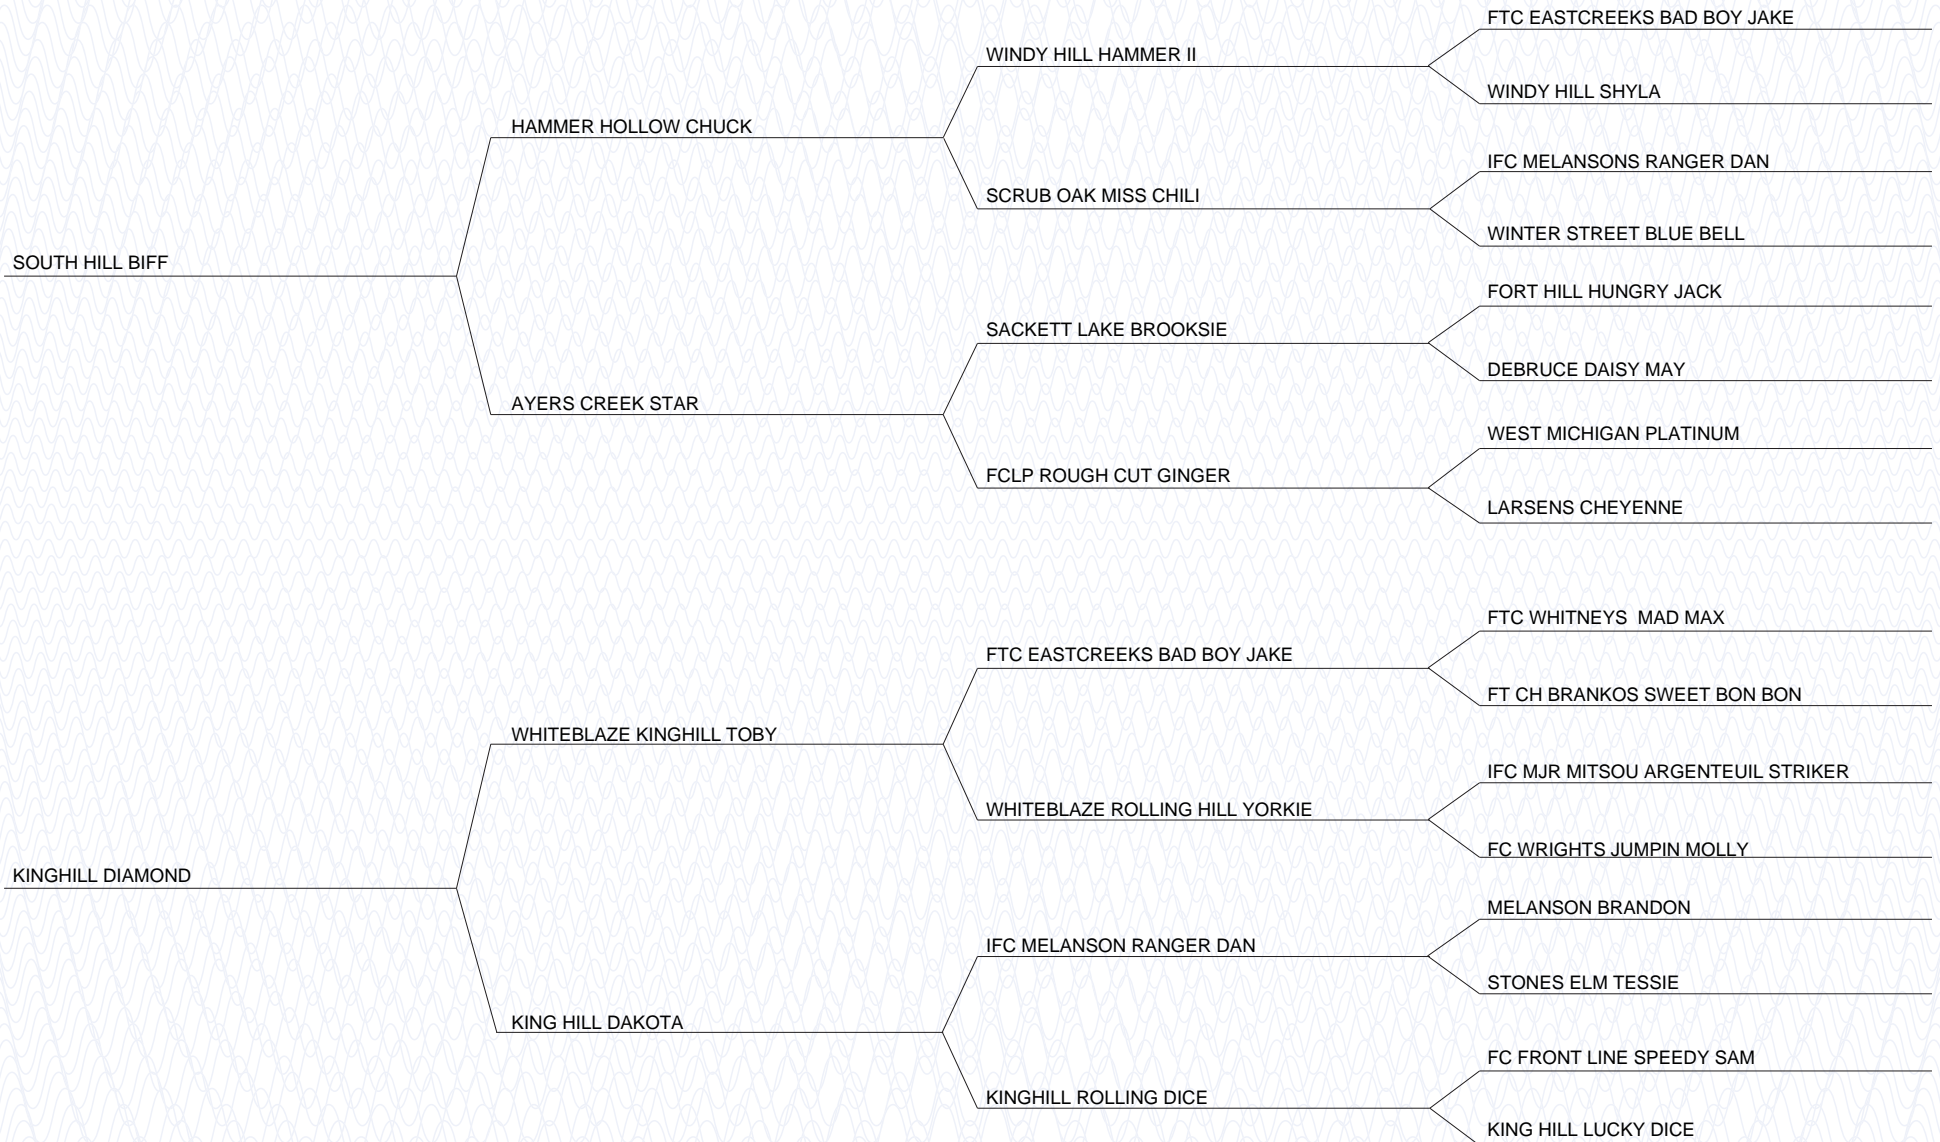 FTC EASTCREEKS BAD BOY JAKE
WINDY HILL HAMMER II
WINDY HILL SHYLA
HAMMER HOLLOW CHUCK
IFC MELANSONS RANGER DAN
SCRUB OAK MISS CHILI
WINTER STREET BLUE BELL
SOUTH HILL BIFF
FORT HILL HUNGRY JACK
SACKETT LAKE BROOKSIE
DEBRUCE DAISY MAY
AYERS CREEK STAR
WEST MICHIGAN PLATINUM
FCLP ROUGH CUT GINGER
LARSENS CHEYENNE
FTC WHITNEYS  MAD MAX
FTC EASTCREEKS BAD BOY JAKE
FT CH BRANKOS SWEET BON BON
WHITEBLAZE KINGHILL TOBY
IFC MJR MITSOU ARGENTEUIL STRIKER
WHITEBLAZE ROLLING HILL YORKIE
FC WRIGHTS JUMPIN MOLLY
KINGHILL DIAMOND
MELANSON BRANDON
IFC MELANSON RANGER DAN
STONES ELM TESSIE
KING HILL DAKOTA
FC FRONT LINE SPEEDY SAM
KINGHILL ROLLING DICE
KING HILL LUCKY DICE